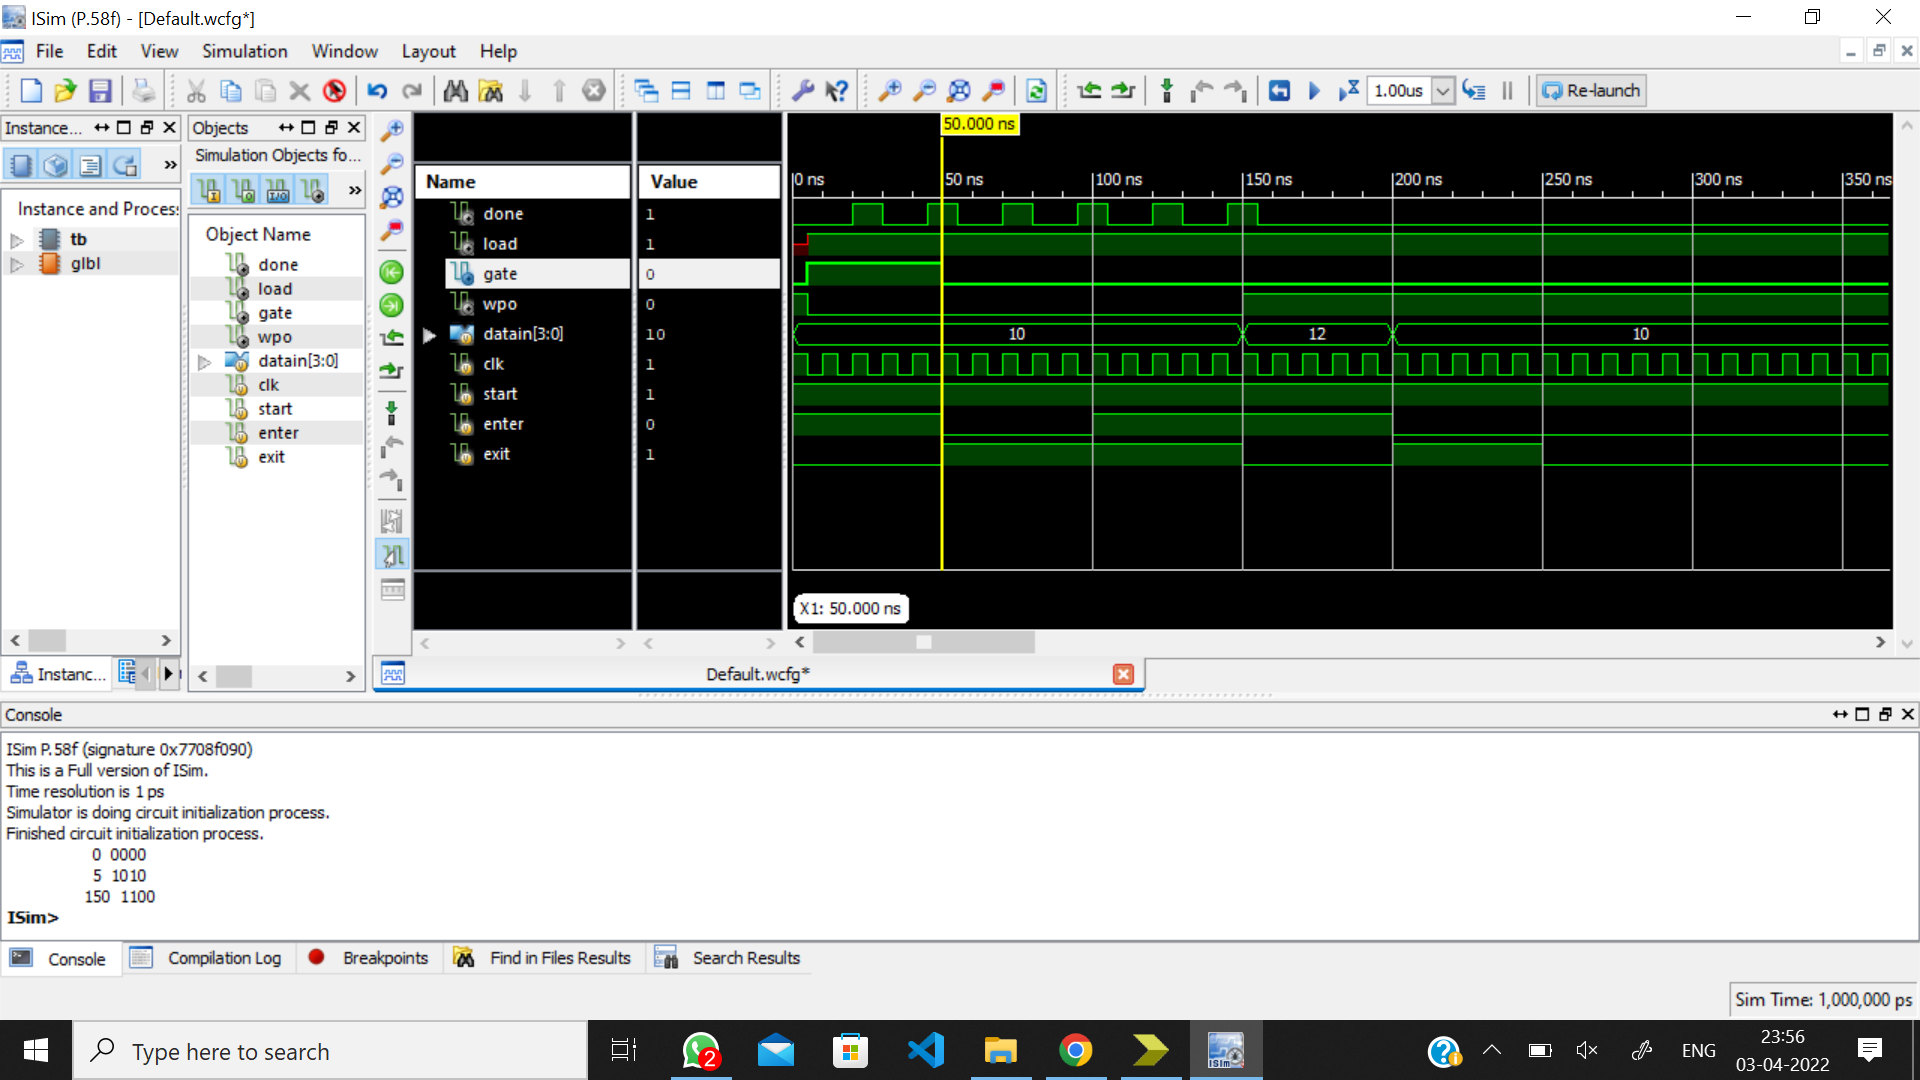 ISim (P.58f) - [Default.wcfg*]
File Edit View Simulation Window Layout Help
1.00us
Re-launch
Instance...
Objects
Simulation Objects fo...
Instance and Process
tb
glbl
Object Name
done
load
gate
wpo
datain[3:0]
clk
start
enter
exit
Name Value
done 1
load 1
gate 0
wpo 0
datain[3:0] 10
clk 1
start 1
enter 0
exit 1
50.000 ns
0 ns 50 ns 100 ns 150 ns 200 ns 250 ns 300 ns 350 ns
10 12 10
X1: 50.000 ns
Instanc...
Default.wcfg*
Console
ISim P.58f (signature 0x7708f090)
This is a Full version of ISim.
Time resolution is 1 ps
Simulator is doing circuit initialization process.
Finished circuit initialization process.
0 0000
5 1010
150 1100
ISim>
Console Compilation Log Breakpoints Find in Files Results Search Results
Sim Time: 1,000,000 ps
Type here to search
2
ISim
ENG
23:56
03-04-2022